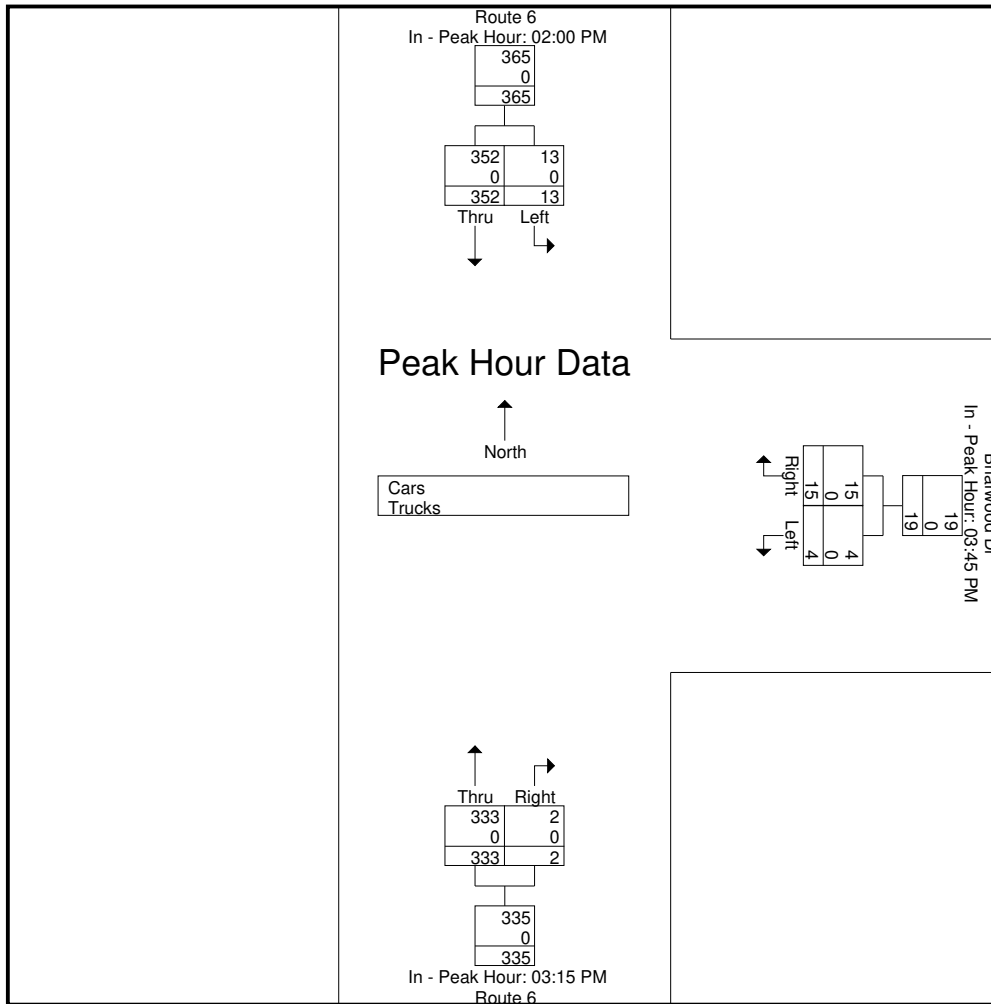 Route 6
In - Peak Hour: 02:00 PM
365
0
365
352 13
0 0
352 13
Thru Left
Peak Hour Data
North
Cars
Trucks
In - Peak Hour: 03:45 PM
19
0
19
15 4
0 0
15 4
Right Left
Thru Right
333 2
0 0
333 2
335
0
335
In - Peak Hour: 03:15 PM
Route 6